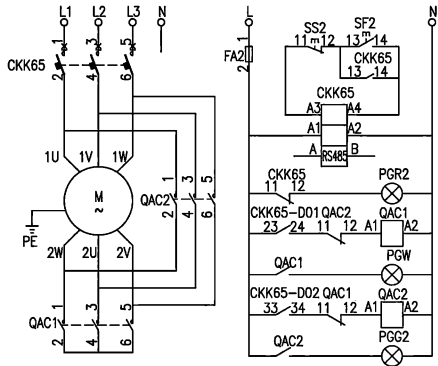 L1 L2 L3 N
1 3 5
CKK65
2 4 6
1U 1V 1W
M
~
PE
1 3 5
QAC2
2 4 6
2W 2U 2V
1 3 5
QAC1
2 4 6
L N
1
FA2
2
SS2 SF2
11 12 13 14
CKK65
13 14
CKK65
A3 A4
A1 A2
A RS485 B
CKK65 PGR2
11 12
CKK65-D01 QAC2 QAC1
23 24 11 12 A1 A2
QAC1 PGW
CKK65-D02 QAC1 QAC2
33 34 11 12 A1 A2
QAC2 PGG2